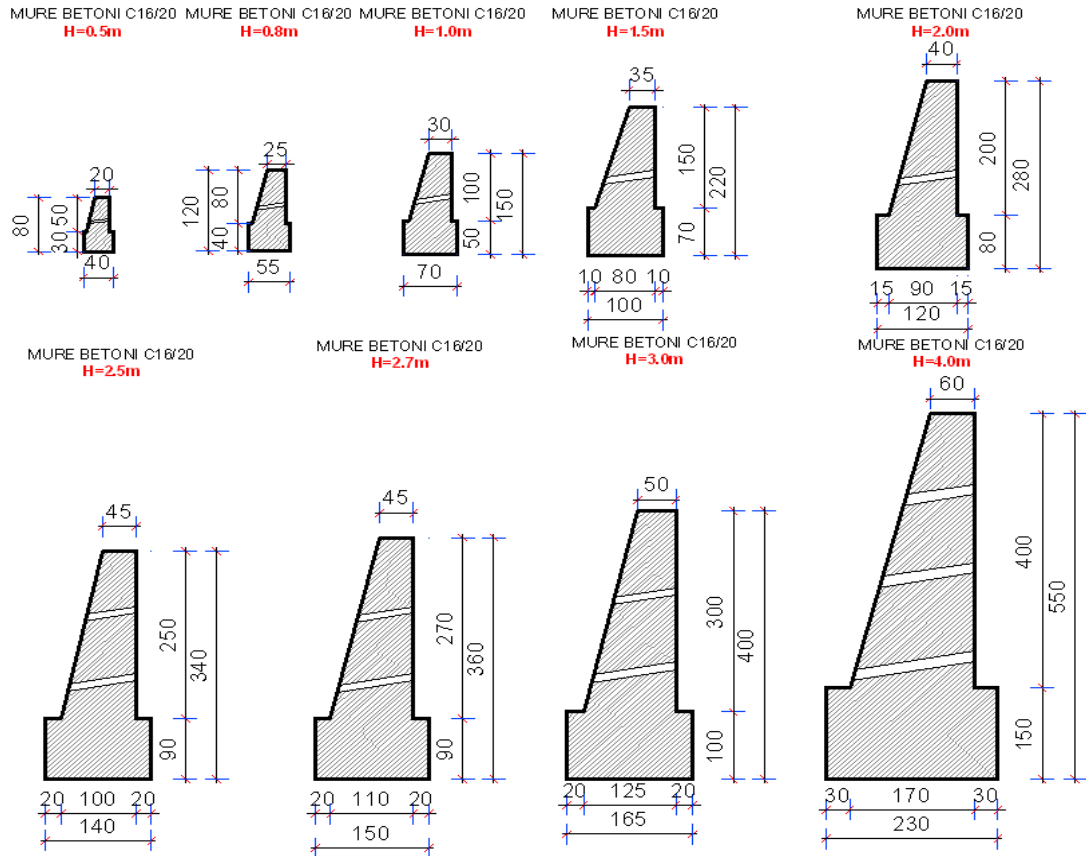 MURE BETONI C16/20
H=0.5m
20
80
50
30
40
MURE BETONI C16/20
H=0.8m
25
120
80
40
55
MURE BETONI C16/20
H=1.0m
30
100
150
50
70
MURE BETONI C16/20
H=1.5m
35
150
220
70
10 80 10
100
MURE BETONI C16/20
H=2.0m
40
200
280
80
15 90 15
120
MURE BETONI C16/20
H=2.5m
45
250
340
90
20 100 20
140
MURE BETONI C16/20
H=2.7m
45
270
360
90
20 110 20
150
MURE BETONI C16/20
H=3.0m
50
300
400
100
20 125 20
165
MURE BETONI C16/20
H=4.0m
60
400
550
150
30 170 30
230